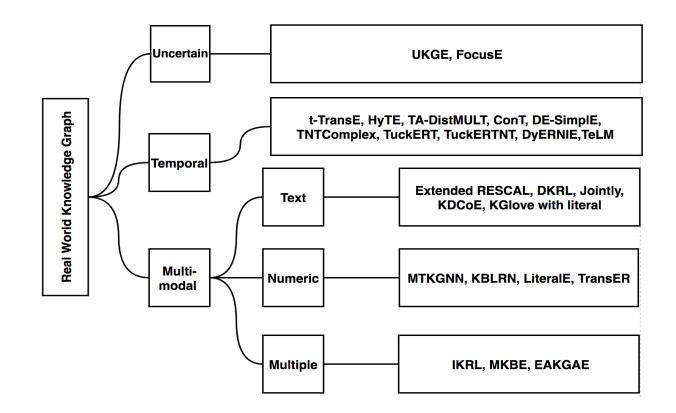 Real World Knowledge Graph
Uncertain
UKGE, FocusE
Temporal
t-TransE, HyTE, TA-DistMULT, ConT, DE-SimplE,
TNTComplex, TuckERT, TuckERTNT, DyERNIE,TeLM
Multi-
modal
Text
Extended RESCAL, DKRL, Jointly,
KDCoE, KGlove with literal
Numeric
MTKGNN, KBLRN, LiteralE, TransER
Multiple
IKRL, MKBE, EAKGAE